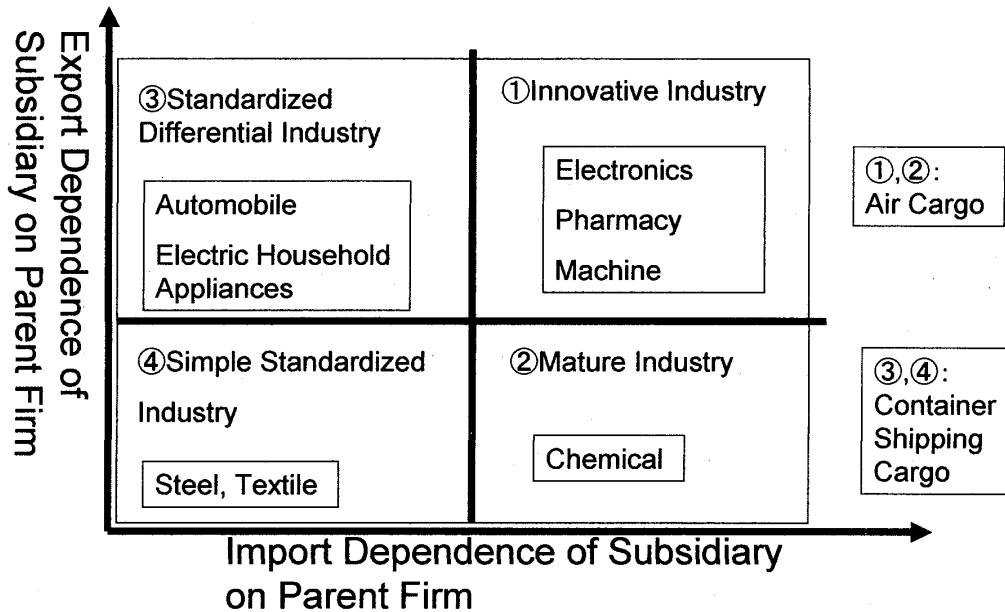 Export Dependence of
Subsidiary on Parent Firm
③Standardized
Differential Industry
Automobile
Electric Household
Appliances
①Innovative Industry
Electronics
Pharmacy
Machine
①,②:
Air Cargo
④Simple Standardized
Industry
Steel, Textile
②Mature Industry
Chemical
③,④:
Container
Shipping
Cargo
Import Dependence of Subsidiary
on Parent Firm